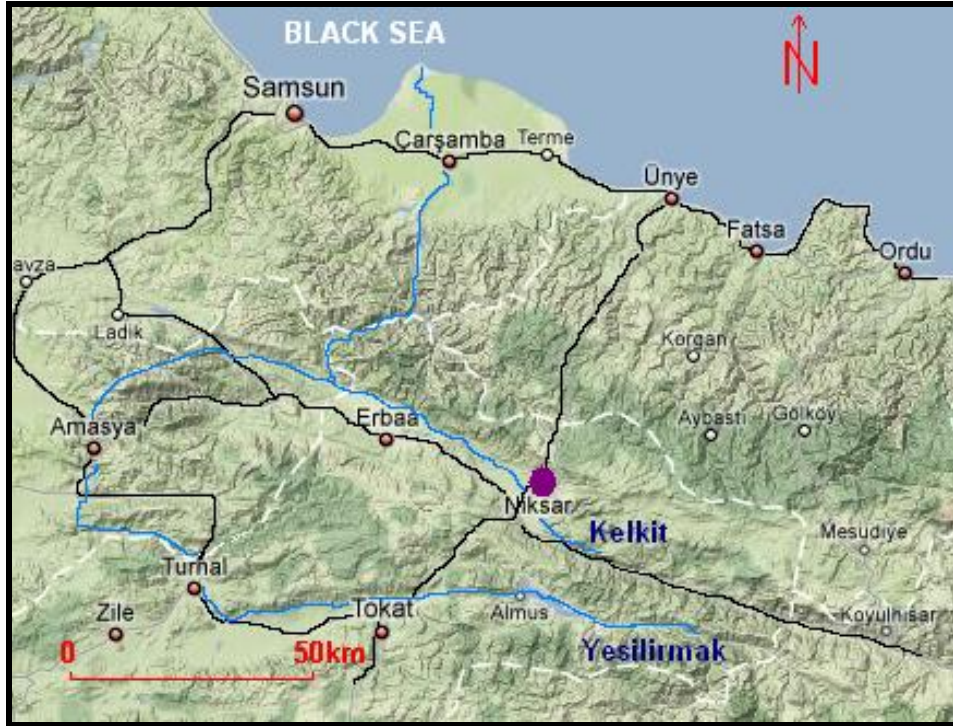 BLACK SEA
N
Samsun
Çarşamba
Terme
Ünye
Fatsa
Ordu
avza
Ladik
Korgan
Amasya
Erbaa
Aybastı
Gölköy
Niksar
Kelkit
Mesudiye
Turhal
Zile
Tokat
Almus
Koyulhisar
Yesilirmak
0 50km